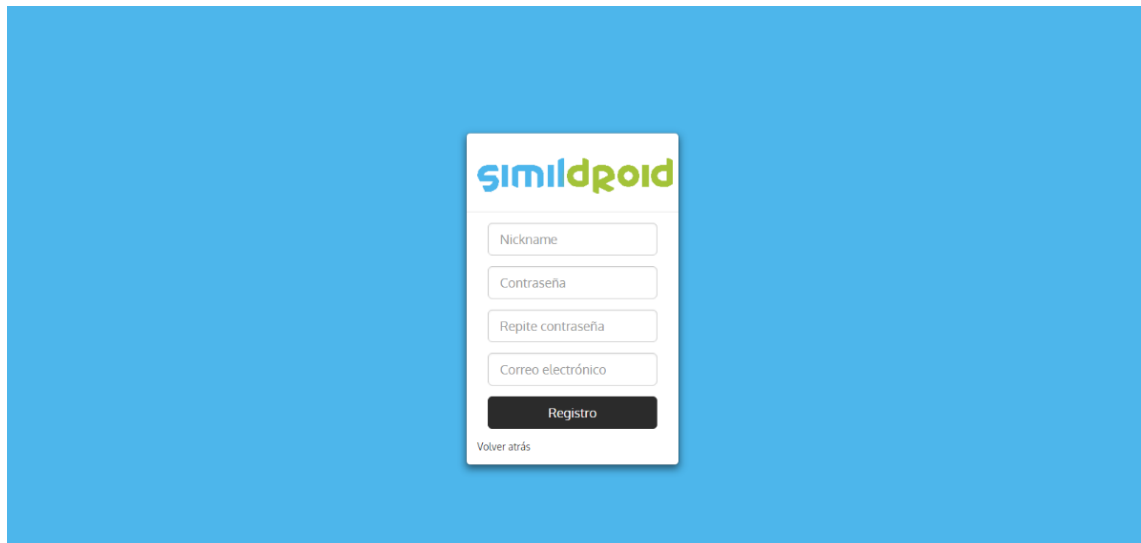 simildroid
Nickname
Contraseña
Repite contraseña
Correo electrónico
Registro
Volver atrás